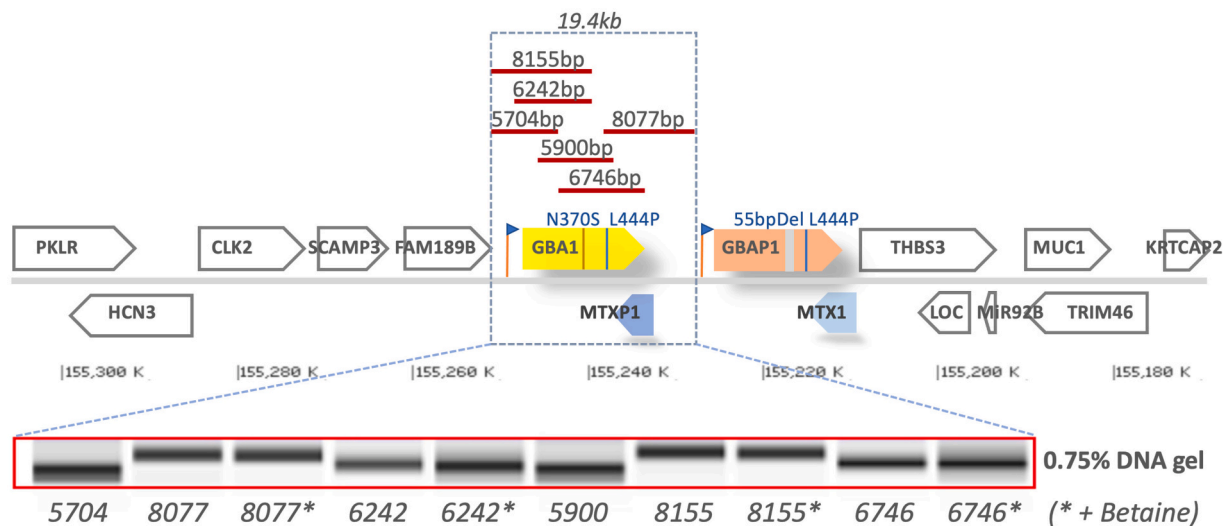 19.4kb
8155bp
6242bp
5704bp 8077bp
5900bp
6746bp
N370S L444P 55bpDel L444P
PKLR CLK2 SCAMP3 FAM189B GBA1 GBAP1 THBS3 MUC1 KRTCAP2
HCN3 MTXP1 MTX1 LOC MiR92B TRIM46
|155,300 K |155,280 K |155,260 K |155,240 K |155,220 K |155,200 K |155,180 K
0.75% DNA gel
5704 8077 8077* 6242 6242* 5900 8155 8155* 6746 6746* (* + Betaine)